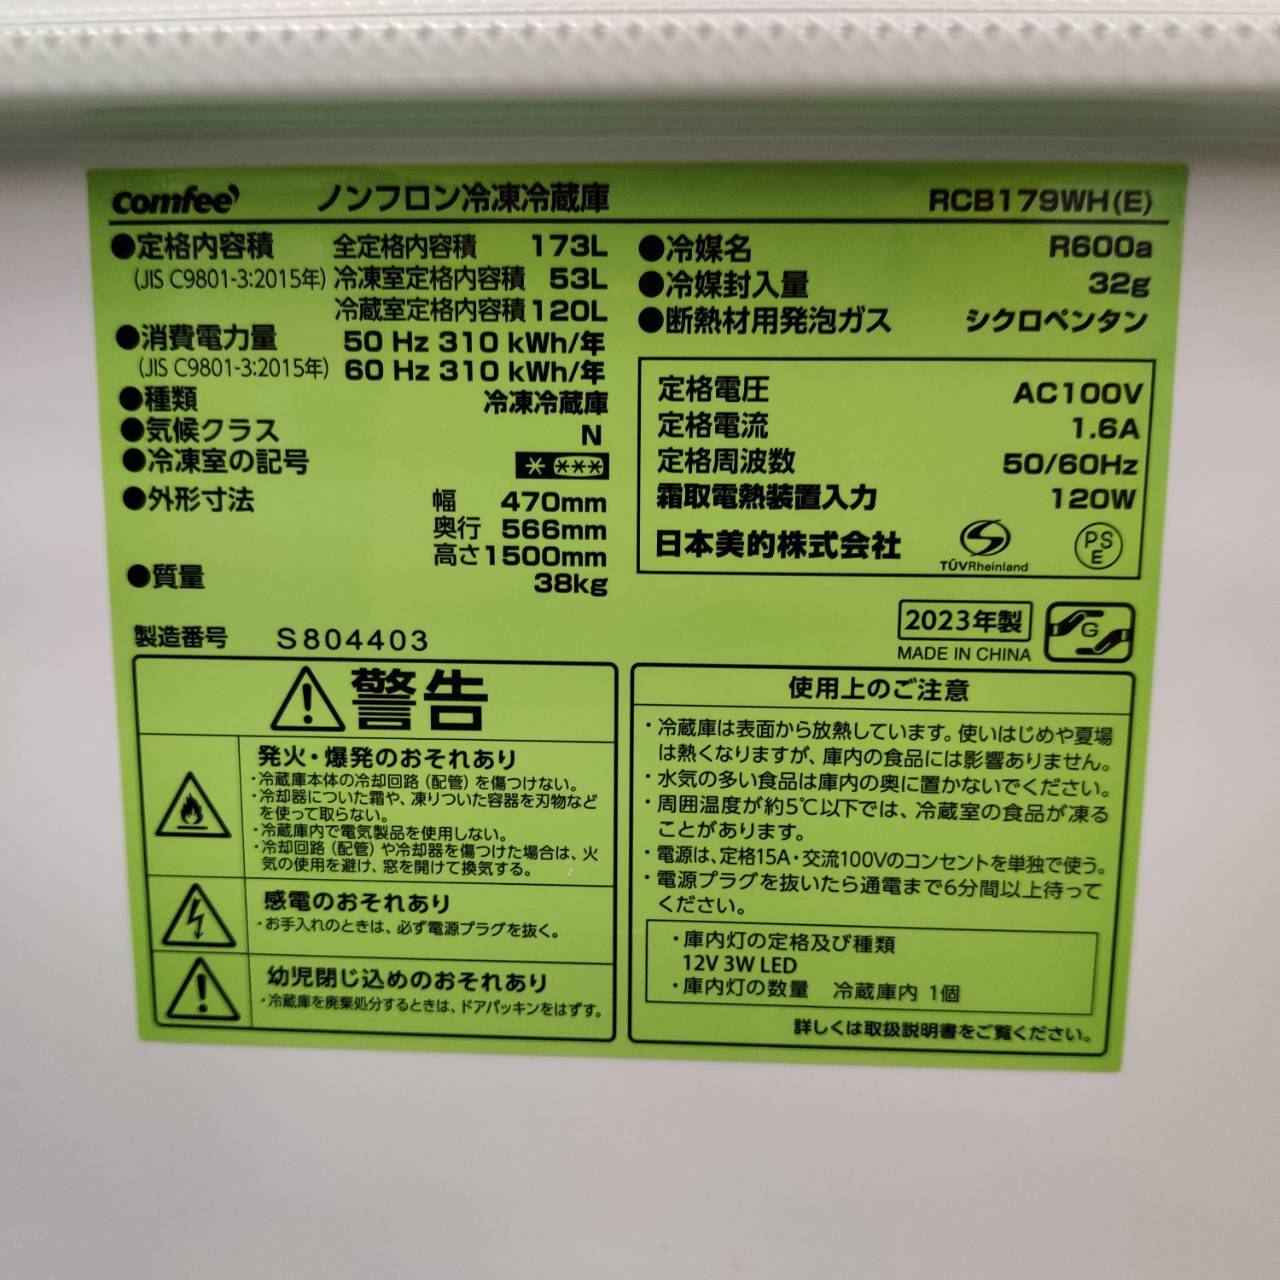 comfee' ノンフロン冷凍冷蔵庫 RCB179WH(E)
●定格内容積 全定格内容積 173L
(JIS C9801-3:2015年) 冷凍室定格内容積 53L
冷蔵室定格内容積 120L
●消費電力量 50 Hz 310 kWh/年
(JIS C9801-3:2015年) 60 Hz 310 kWh/年
●種類 冷凍冷蔵庫
●気候クラス N
●冷凍室の記号 * ***
●外形寸法 幅 470mm
奥行 566mm
高さ 1500mm
●質量 38kg
製造番号 S804403
●冷媒名 R600a
●冷媒封入量 32g
●断熱材用発泡ガス シクロペンタン
定格電圧 AC100V
定格電流 1.6A
定格周波数 50/60Hz
霜取電熱装置入力 120W
日本美的株式会社 TÜVRheinland PSE
2023年製
MADE IN CHINA
G
警告
発火・爆発のおそれあり
・冷蔵庫本体の冷却回路（配管）を傷つけない。
・冷却器についた霜や、凍りついた容器を刃物など
を使って取らない。
・冷蔵庫内で電気製品を使用しない。
・冷却回路（配管）や冷却器を傷つけた場合は、火
気の使用を避け、窓を開けて換気する。
感電のおそれあり
・お手入れのときは、必ず電源プラグを抜く。
幼児閉じ込めのおそれあり
・冷蔵庫を廃棄処分するときは、ドアパッキンをはずす。
使用上のご注意
・冷蔵庫は表面から放熱しています。使いはじめや夏場
は熱くなりますが、庫内の食品には影響ありません。
・水気の多い食品は庫内の奥に置かないでください。
・周囲温度が約5℃以下では、冷蔵室の食品が凍る
ことがあります。
・電源は、定格15A・交流100Vのコンセントを単独で使う。
・電源プラグを抜いたら通電まで6分間以上待って
ください。
・庫内灯の定格及び種類
12V 3W LED
・庫内灯の数量 冷蔵庫内 1個
詳しくは取扱説明書をご覧ください。